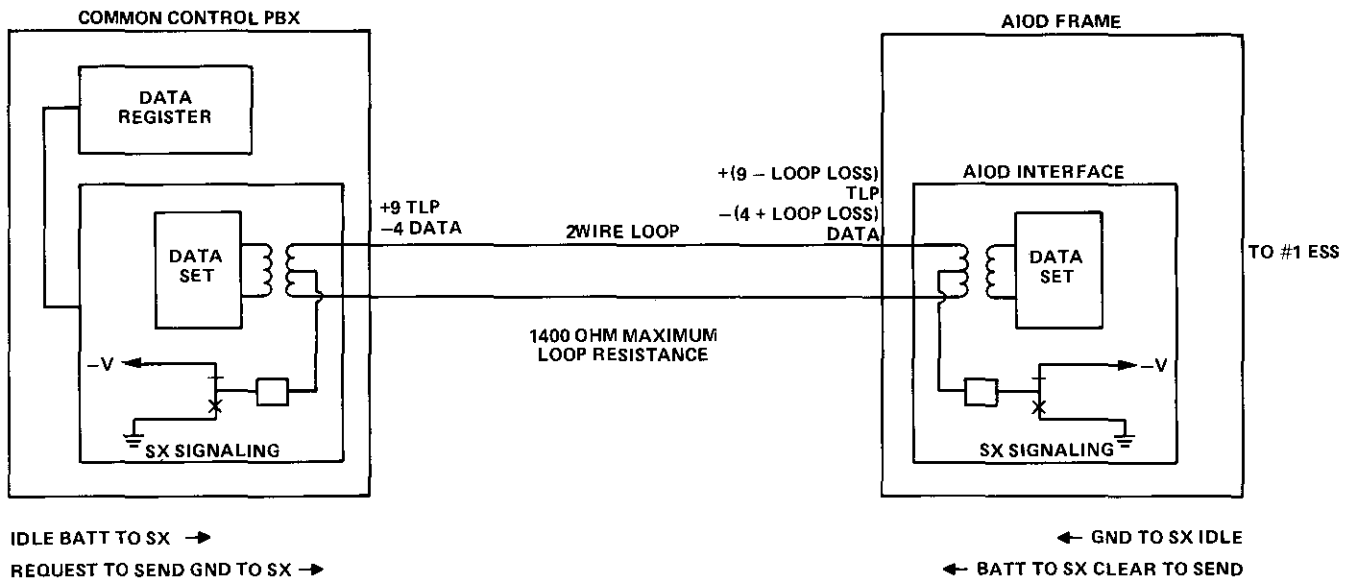 COMMON CONTROL PBX
DATA
REGISTER
DATA
SET
–V
SX SIGNALING
+9 TLP
–4 DATA
2WIRE LOOP
1400 OHM MAXIMUM
LOOP RESISTANCE
+(9 – LOOP LOSS)
TLP
–(4 + LOOP LOSS)
DATA
AIOD FRAME
AIOD INTERFACE
DATA
SET
–V
SX SIGNALING
TO #1 ESS
IDLE BATT TO SX →
REQUEST TO SEND GND TO SX →
← GND TO SX IDLE
← BATT TO SX CLEAR TO SEND